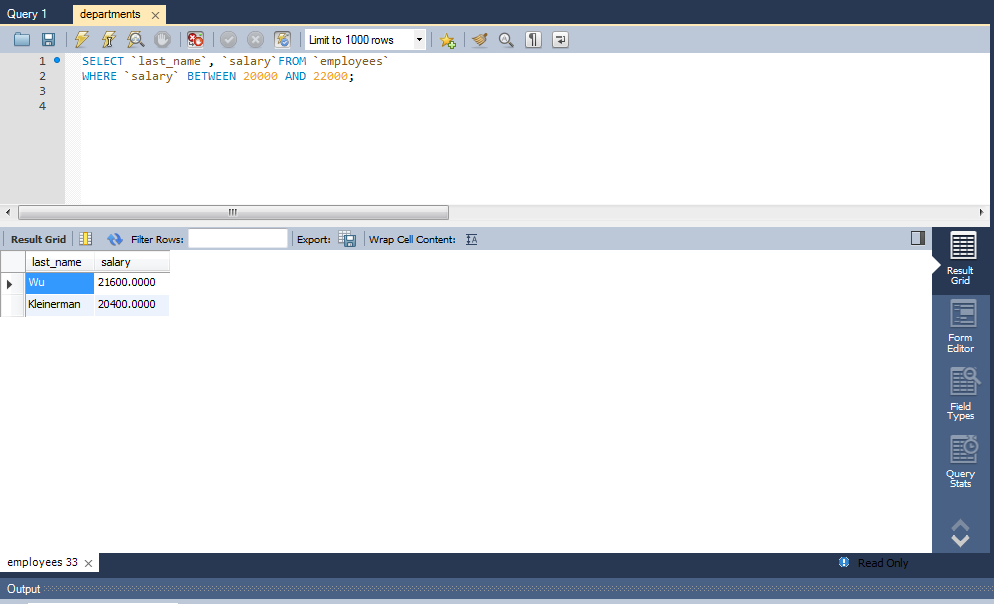 Query 1 departments
Limit to 1000 rows
1 SELECT `last_name`, `salary`FROM `employees`
2 WHERE `salary` BETWEEN 20000 AND 22000;
3
4
Result Grid Filter Rows: Export: Wrap Cell Content:
last_name salary
Wu 21600.0000
Kleinerman 20400.0000
Result
Grid
Form
Editor
Field
Types
Query
Stats
employees 33 Read Only
Output